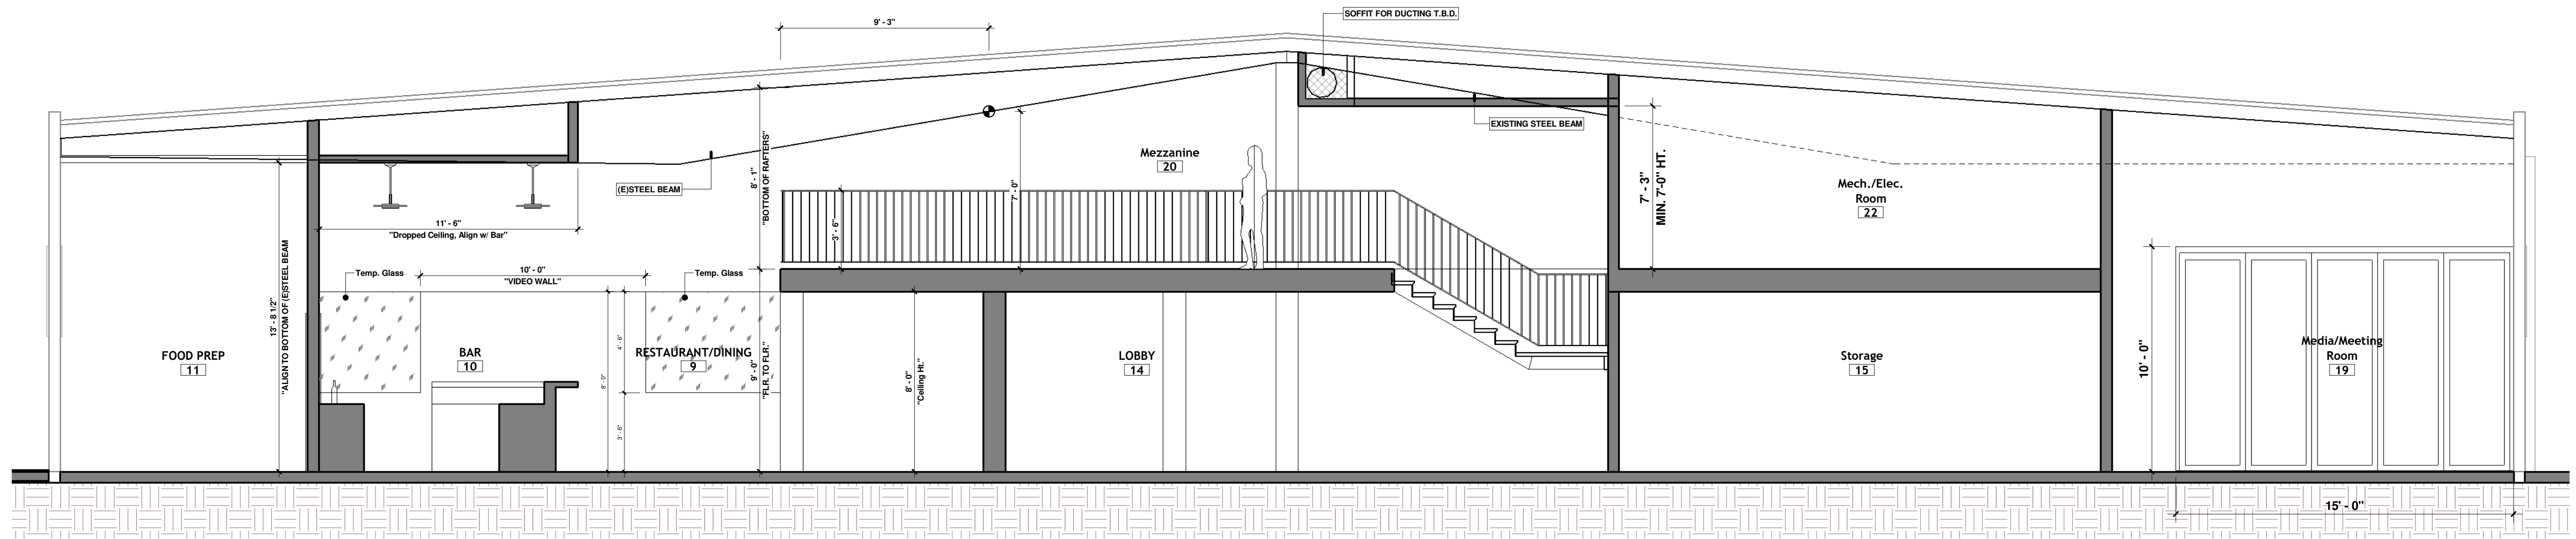 SOFFIT FOR DUCTING T.B.D.
9' - 3"
EXISTING STEEL BEAM
(E)STEEL BEAM
8' - 1"
"BOTTOM OF RAFTERS"
7' - 0"
3' - 6"
Mezzanine
20
7' - 3"
MIN. 7'-0" HT.
Mech./Elec.
Room
22
11' - 6"
"Dropped Ceiling, Align w/ Bar"
13' - 8 1/2"
"ALIGN TO BOTTOM OF (E)STEEL BEAM
Temp. Glass
10' - 0"
"VIDEO WALL"
Temp. Glass
FOOD PREP
11
BAR
10
RESTAURANT/DINING
9
8' - 0"
4' - 6"
3' - 6"
9' - 0"
"FLR. TO FLR."
8' - 0"
"Ceiling Ht."
LOBBY
14
Storage
15
10' - 0"
Media/Meeting
Room
19
15' - 0"